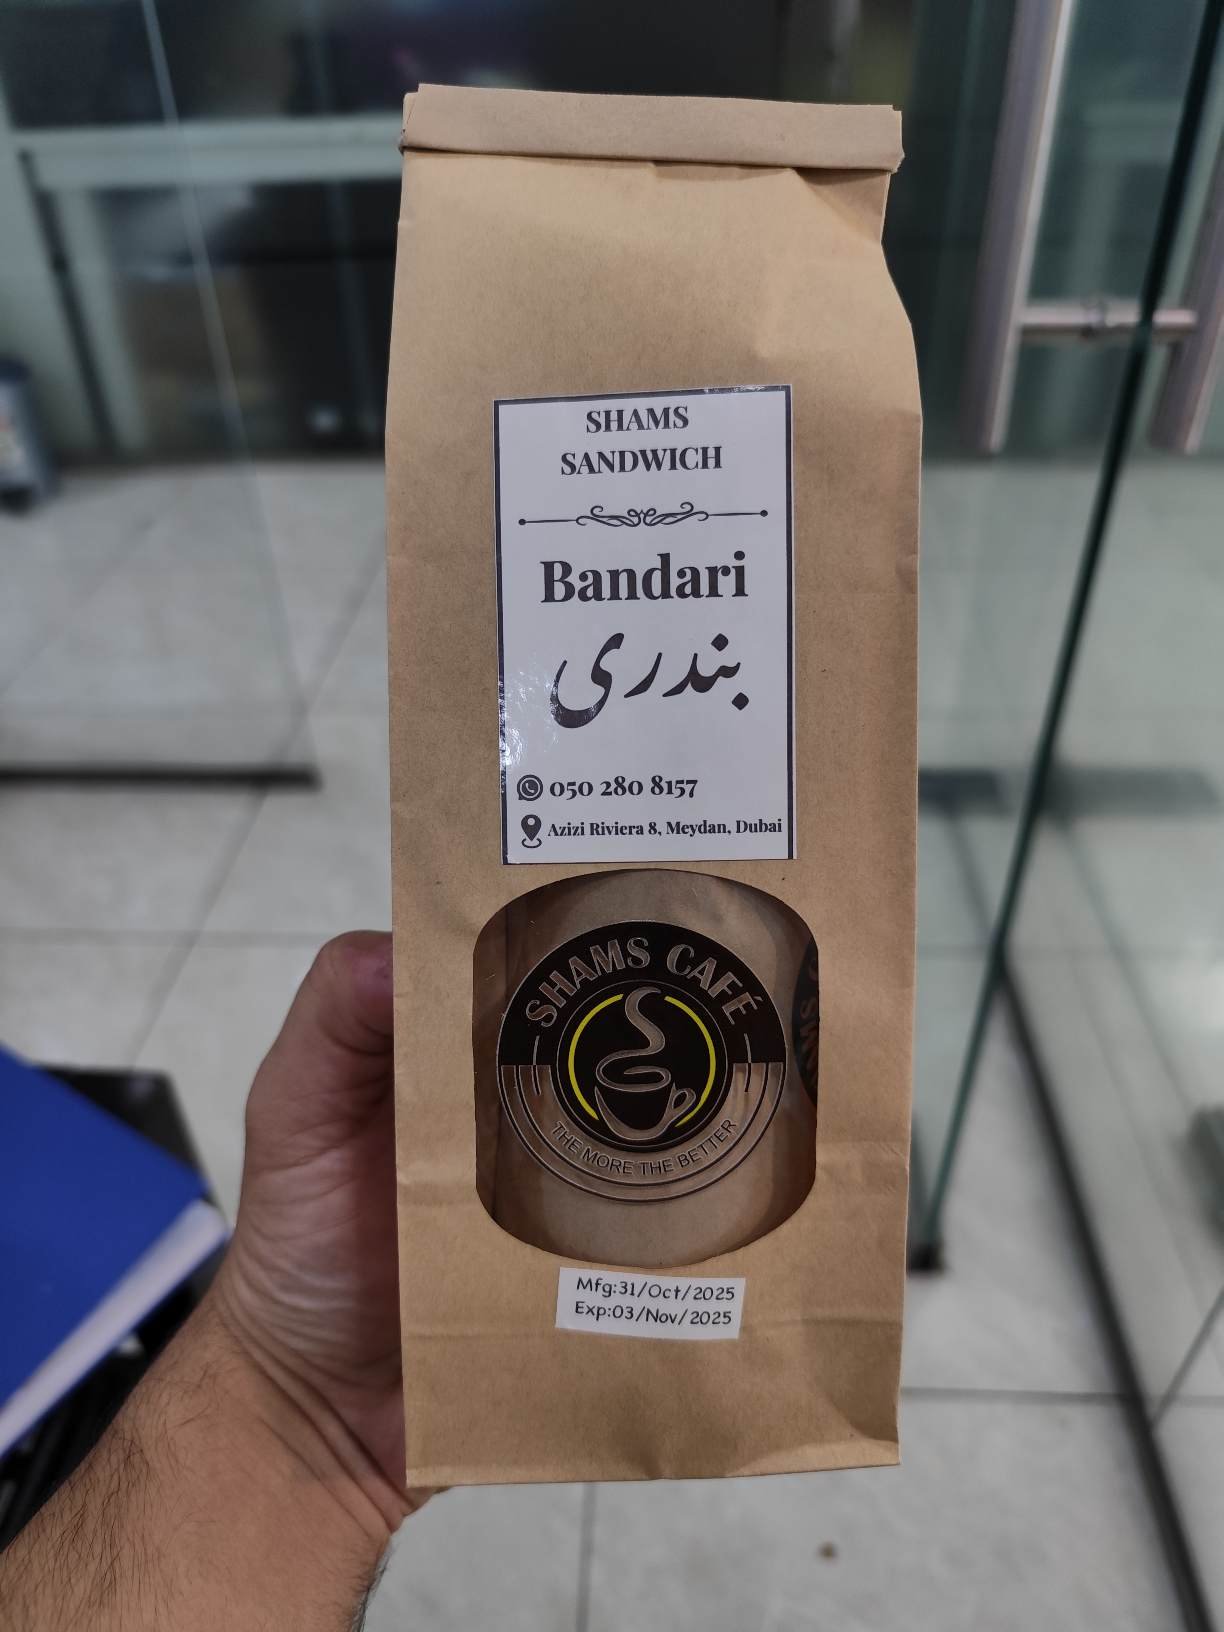 SHAMS
SANDWICH
Bandari
بندری
050 280 8157
Azizi Riviera 8, Meydan, Dubai
SHAMS CAFÉ
THE MORE THE BETTER
Mfg:31/Oct/2025
Exp:03/Nov/2025